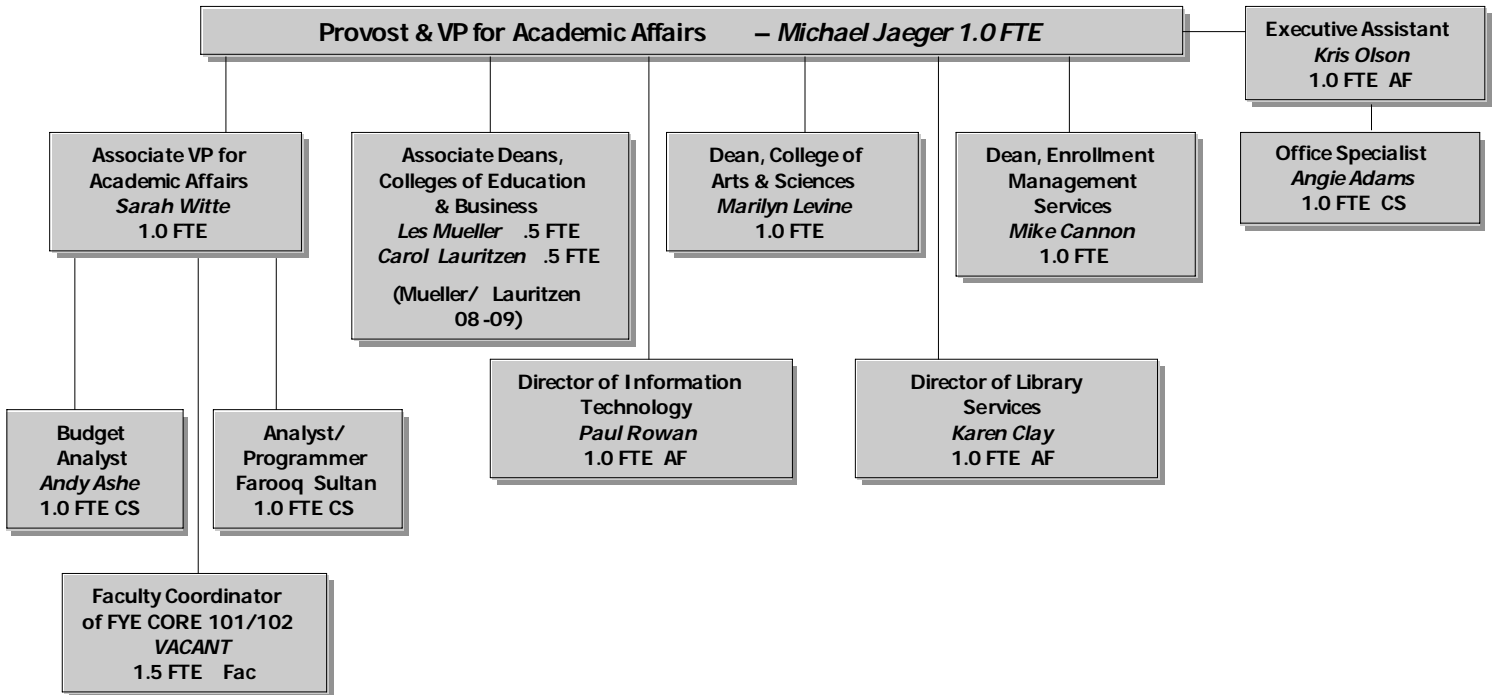 Provost & VP for Academic Affairs – Michael Jaeger 1.0 FTE
Executive Assistant
Kris Olson
1.0 FTE AF
Office Specialist
Angie Adams
1.0 FTE CS
Associate VP for
Academic Affairs
Sarah Witte
1.0 FTE
Associate Deans,
Colleges of Education
& Business
Les Mueller .5 FTE
Carol Lauritzen .5 FTE
(Mueller/ Lauritzen
08-09)
Dean, College of
Arts & Sciences
Marilyn Levine
1.0 FTE
Dean, Enrollment
Management
Services
Mike Cannon
1.0 FTE
Director of Information
Technology
Paul Rowan
1.0 FTE AF
Director of Library
Services
Karen Clay
1.0 FTE AF
Budget
Analyst
Andy Ashe
1.0 FTE CS
Analyst/
Programmer
Farooq Sultan
1.0 FTE CS
Faculty Coordinator
of FYE CORE 101/102
VACANT
1.5 FTE Fac